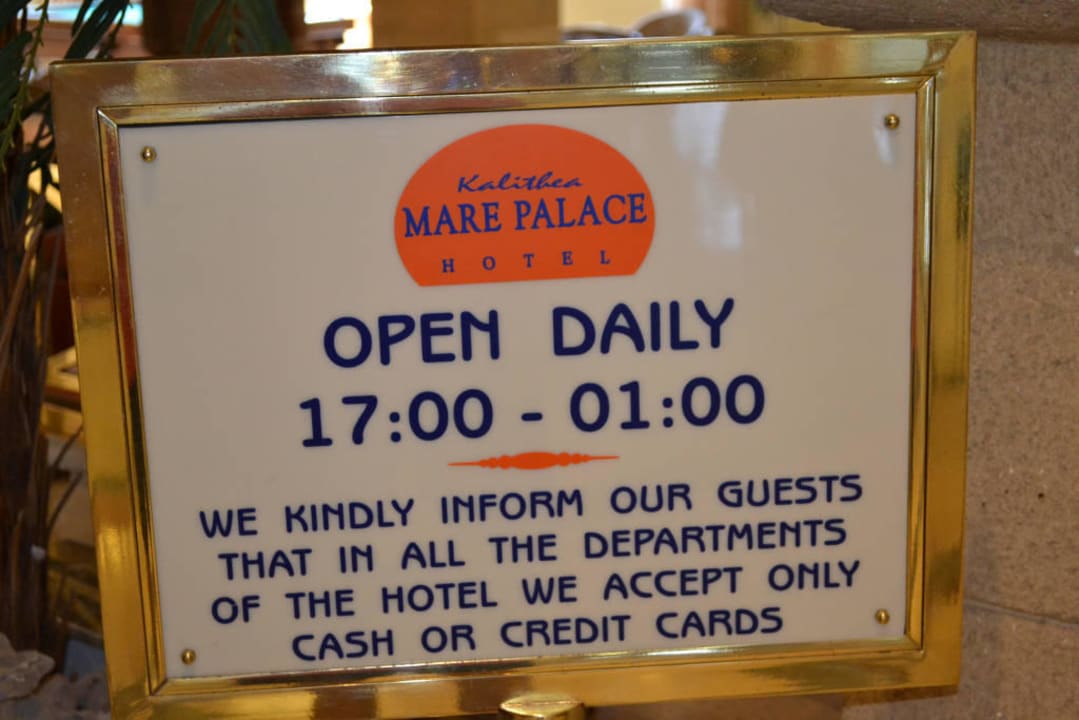 Kalithea
MARE PALACE
HOTEL
OPEN DAILY
17:00 - 01:00
WE KINDLY INFORM OUR GUESTS
THAT IN ALL THE DEPARTMENTS
OF THE HOTEL WE ACCEPT ONLY
CASH OR CREDIT CARDS